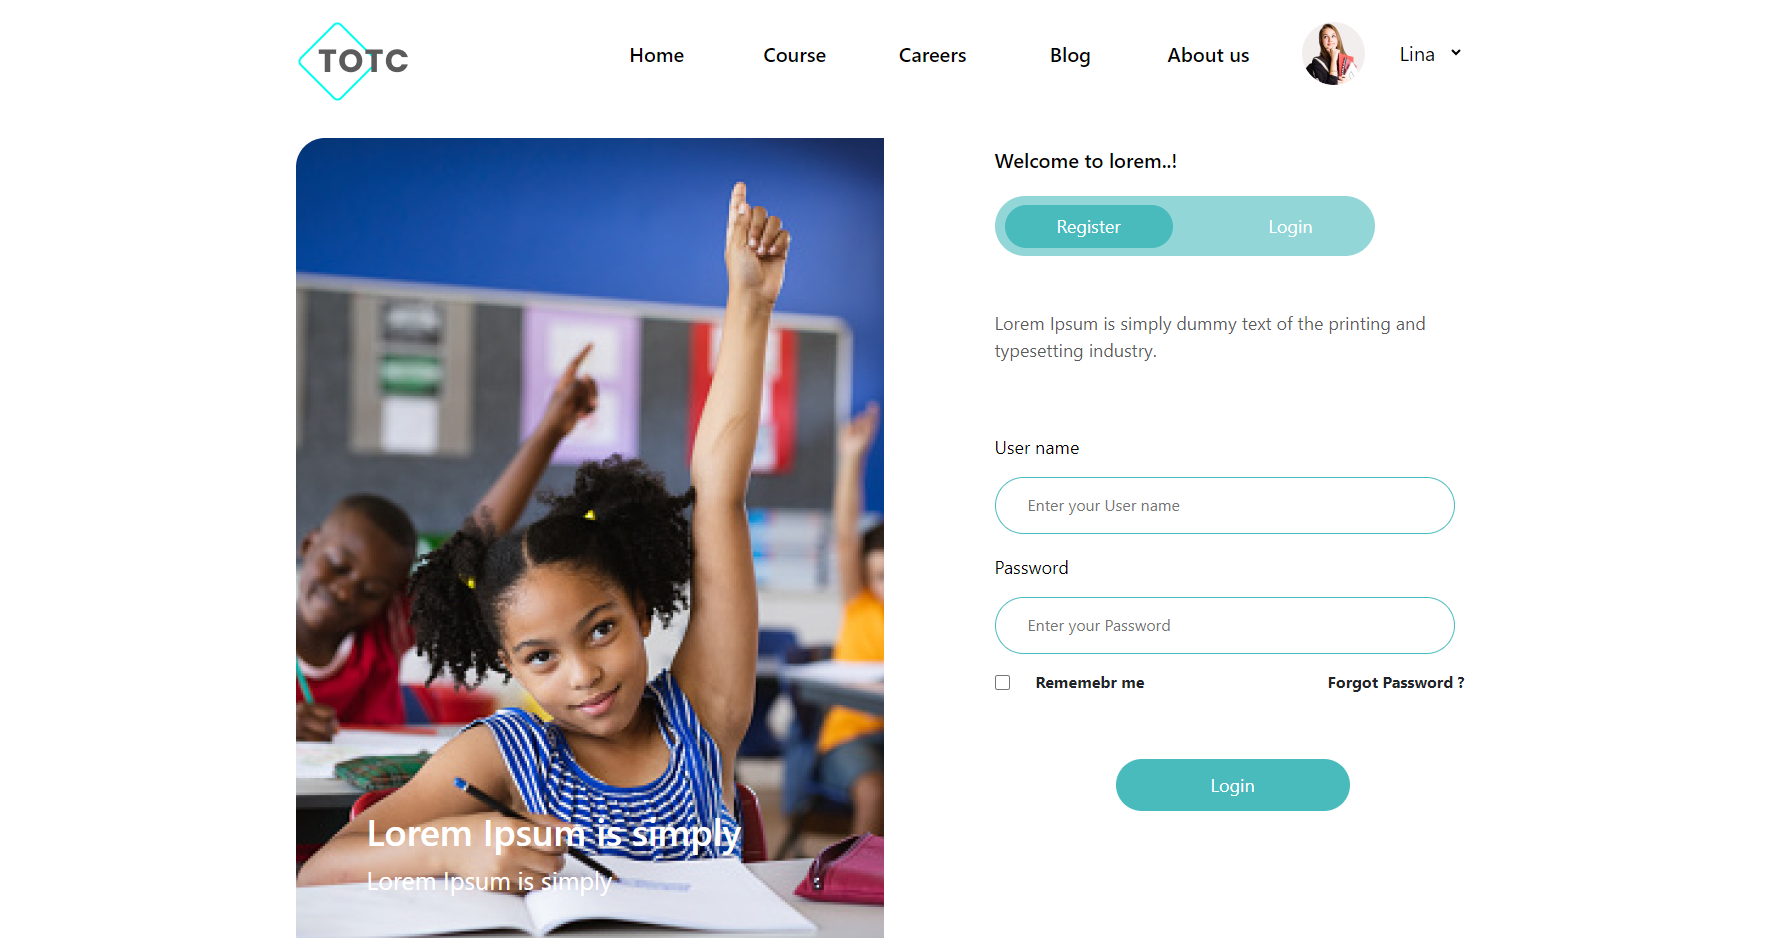 TOTC
Home
Course
Careers
Blog
About us
Lina
Welcome to lorem..!
Register
Login
Lorem Ipsum is simply dummy text of the printing and
typesetting industry.
User name
Enter your User name
Password
Enter your Password
Rememebr me
Forgot Password ?
Login
Lorem Ipsum is simply
Lorem Ipsum is simply